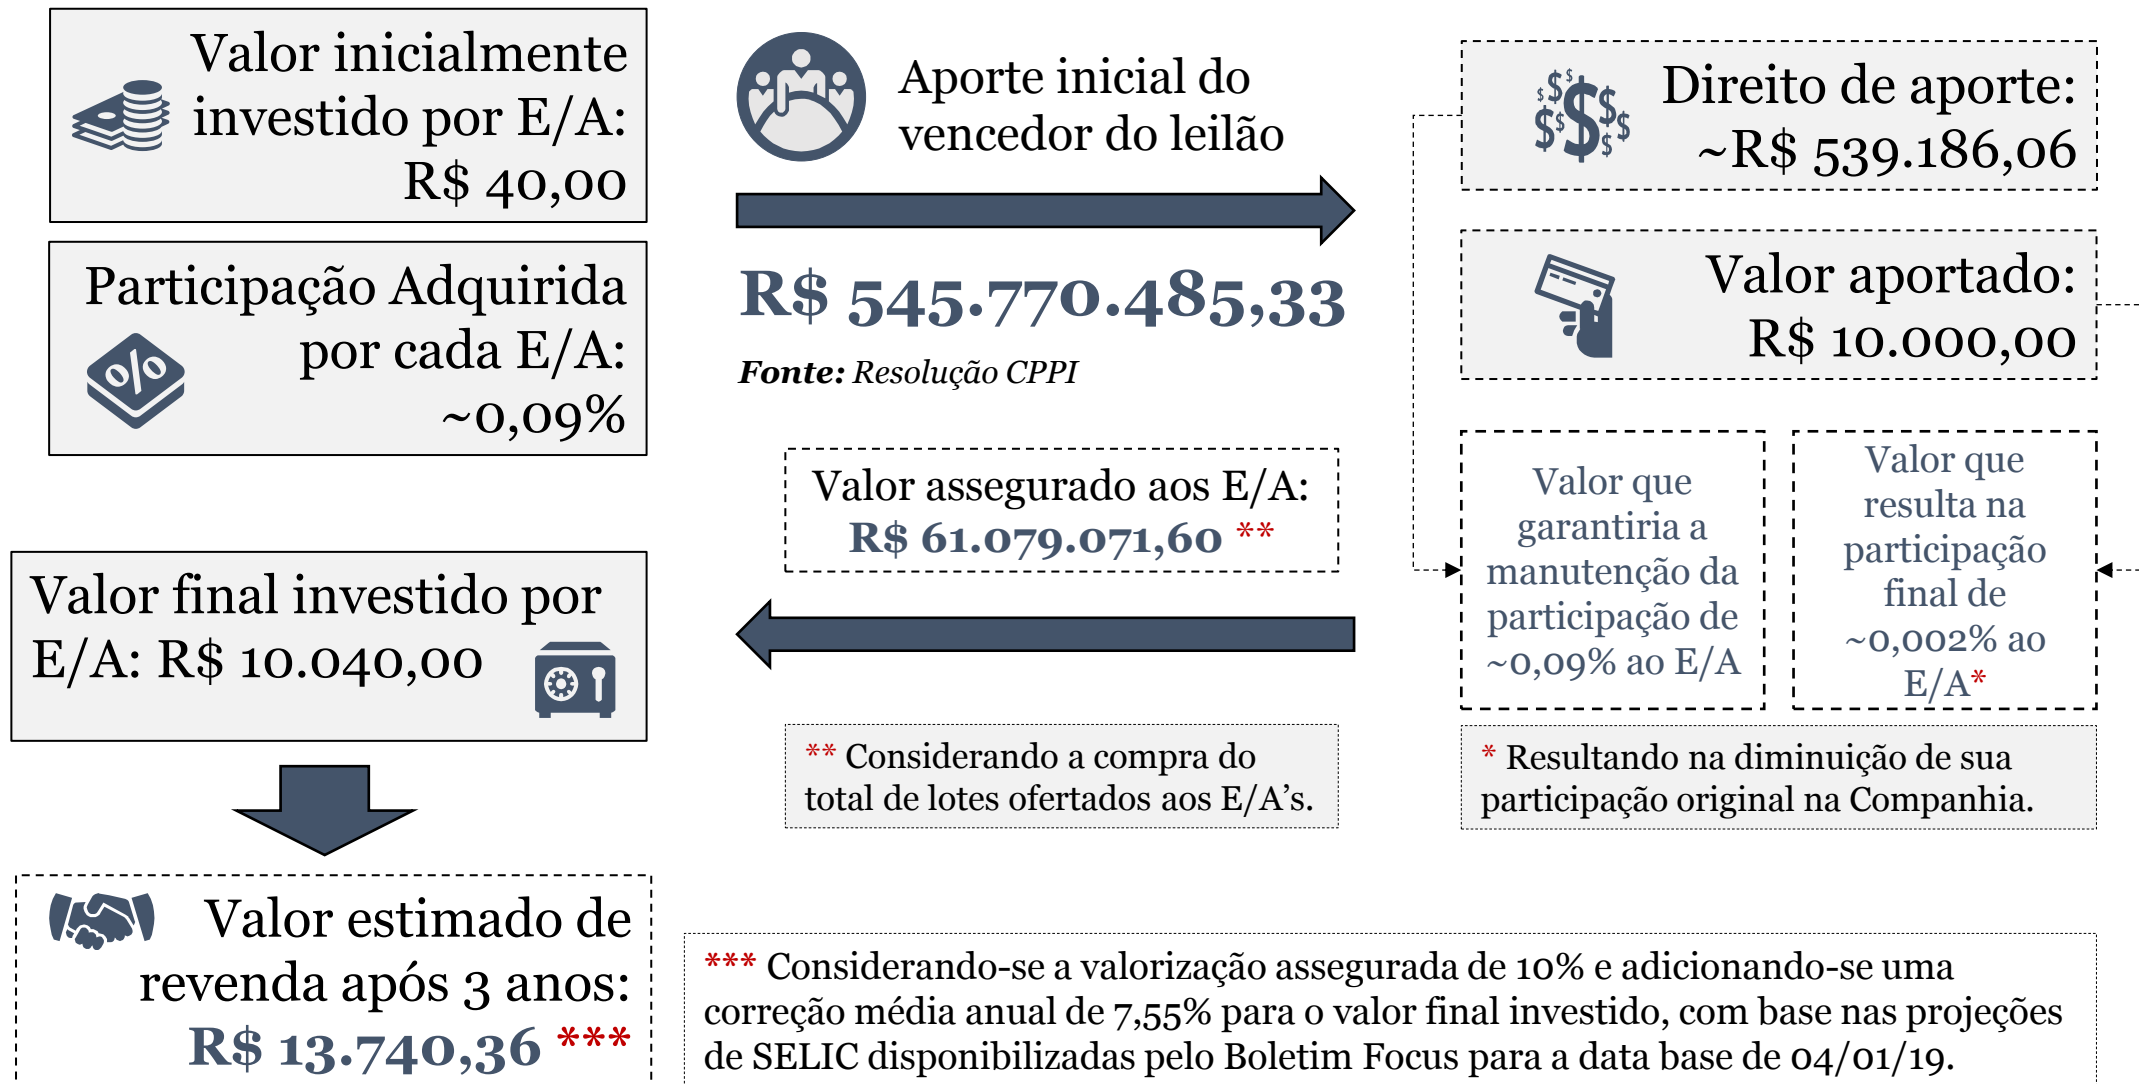 Valor inicialmente
investido por E/A:
R$ 40,00
Participação Adquirida
por cada E/A:
~0,09%
Aporte inicial do
vencedor do leilão
R$ 545.770.485,33
Fonte: Resolução CPPI
Direito de aporte:
~R$ 539.186,06
Valor aportado:
R$ 10.000,00
Valor que
garantiria a
manutenção da
participação de
~0,09% ao E/A
Valor que
resulta na
participação
final de
~0,002% ao
E/A*
* Resultando na diminuição de sua
participação original na Companhia.
Valor assegurado aos E/A:
R$ 61.079.071,60 **
** Considerando a compra do
total de lotes ofertados aos E/A’s.
Valor final investido por
E/A: R$ 10.040,00
Valor estimado de
revenda após 3 anos:
R$ 13.740,36 ***
*** Considerando-se a valorização assegurada de 10% e adicionando-se uma
correção média anual de 7,55% para o valor final investido, com base nas projeções
de SELIC disponibilizadas pelo Boletim Focus para a data base de 04/01/19.